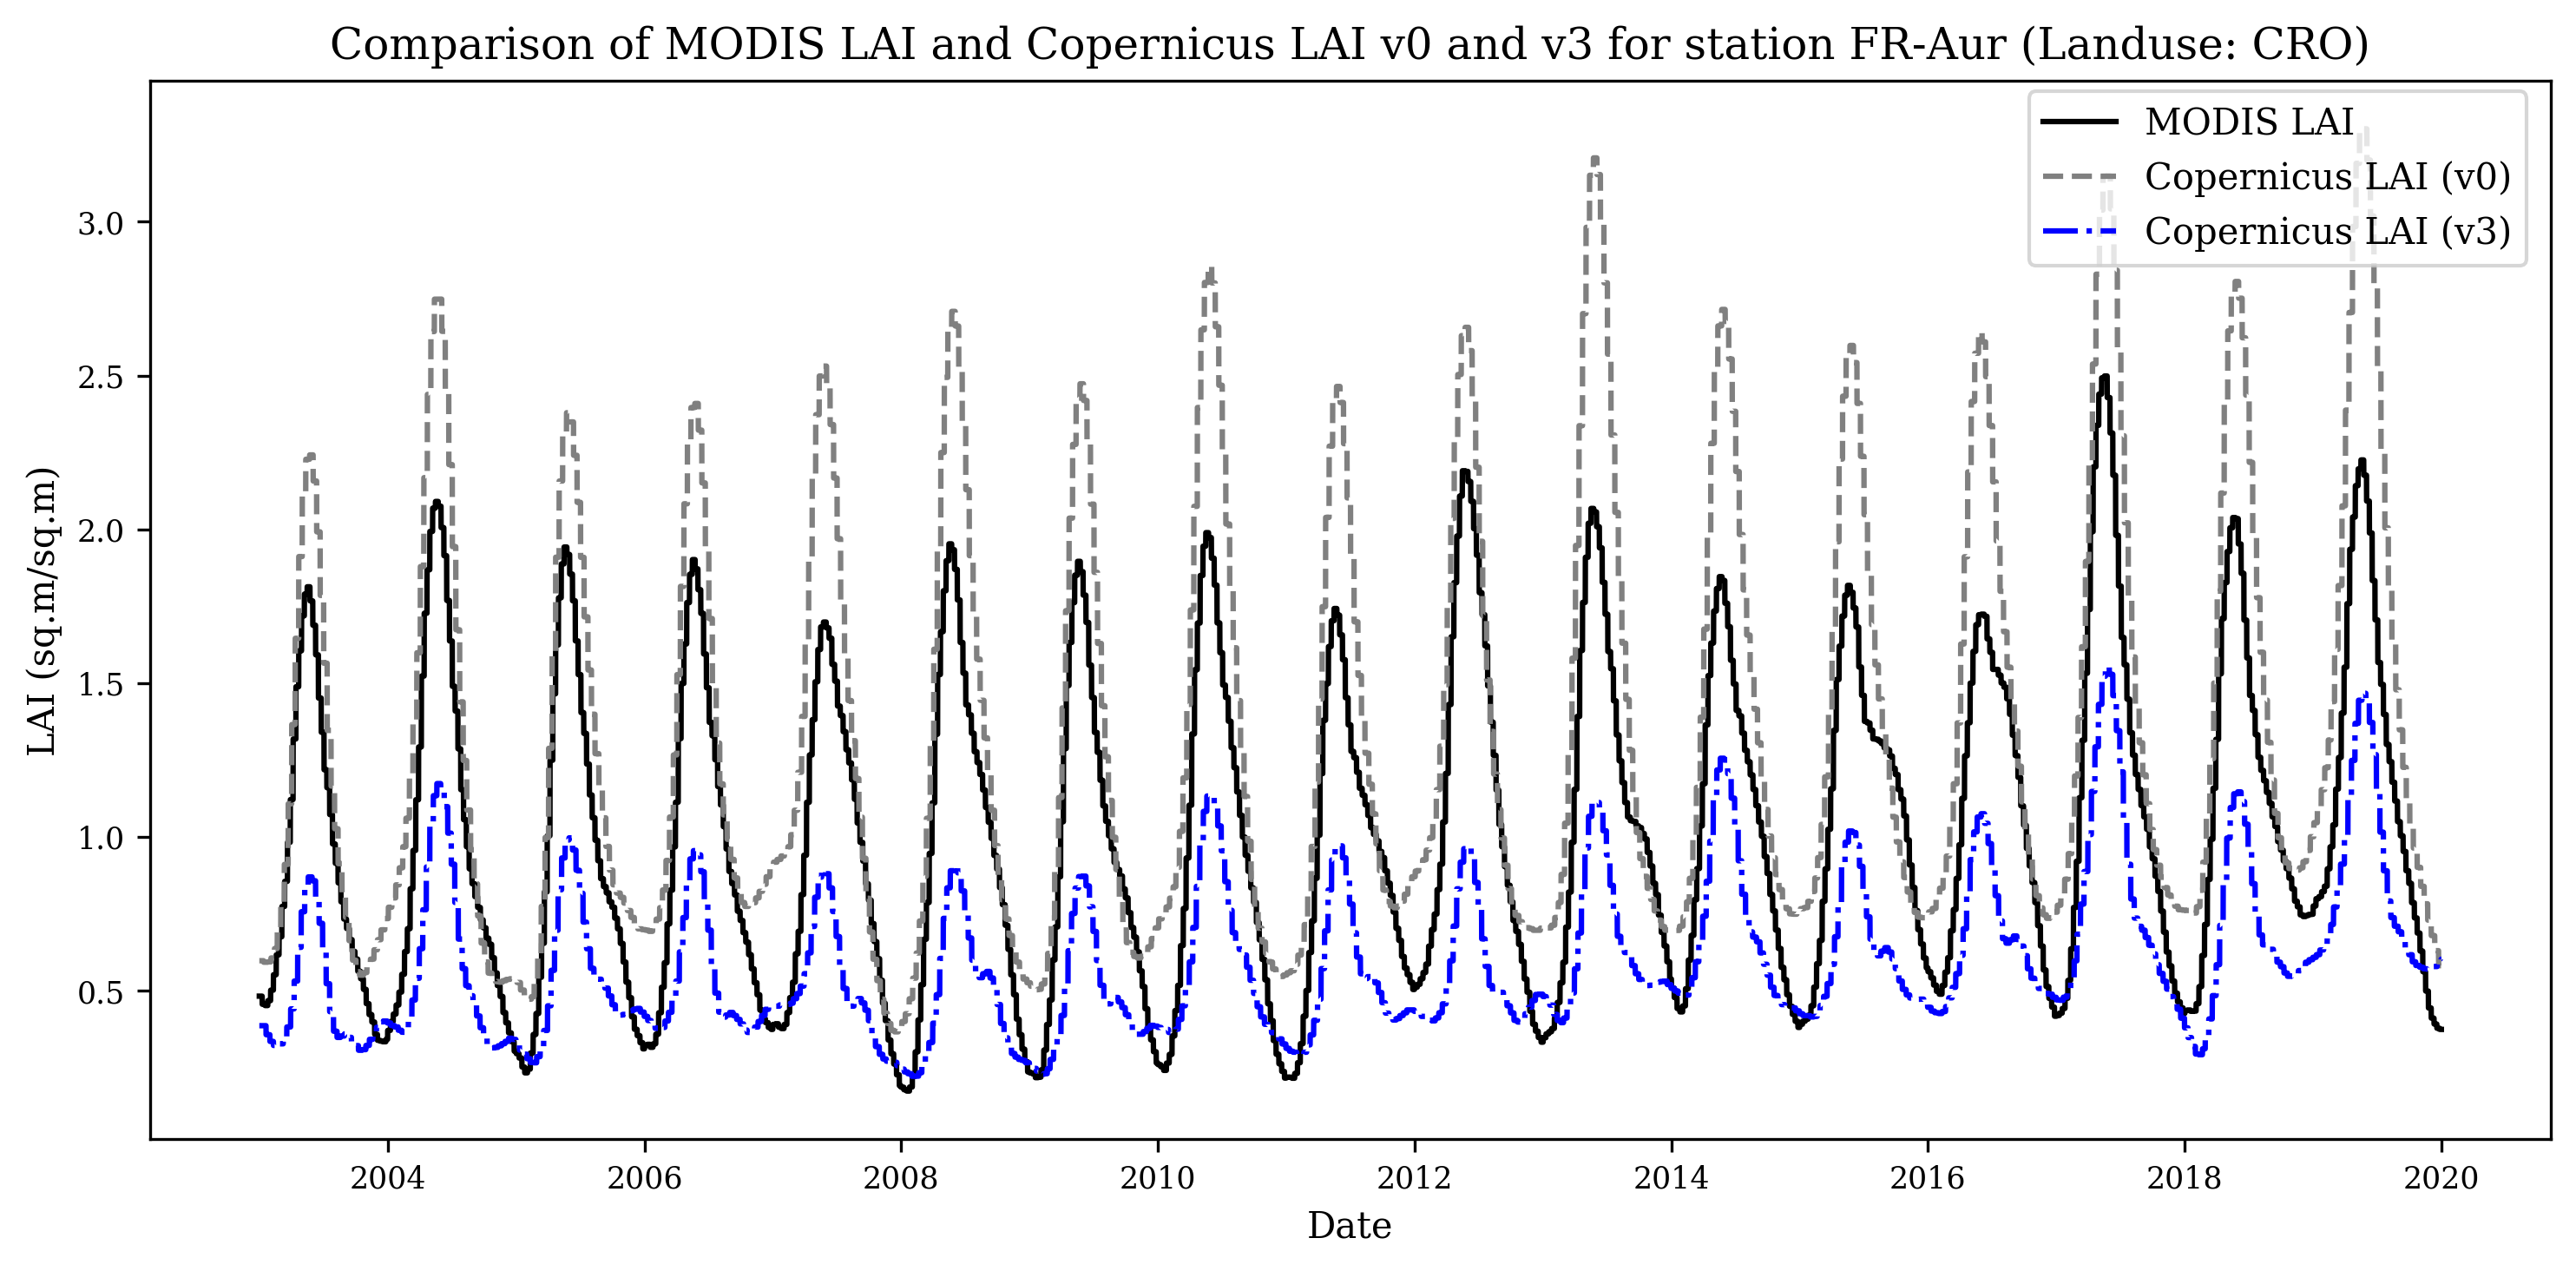 Comparison of MODIS LAI and Copernicus LAI v0 and v3 for station FR-Aur (Landuse: CRO)
MODIS LAI
Copernicus LAI (v0)
Copernicus LAI (v3)
LAI (sq.m/sq.m)
3.0
2.5
2.0
1.5
1.0
0.5
2004
2006
2008
2010
2012
2014
2016
2018
2020
Date